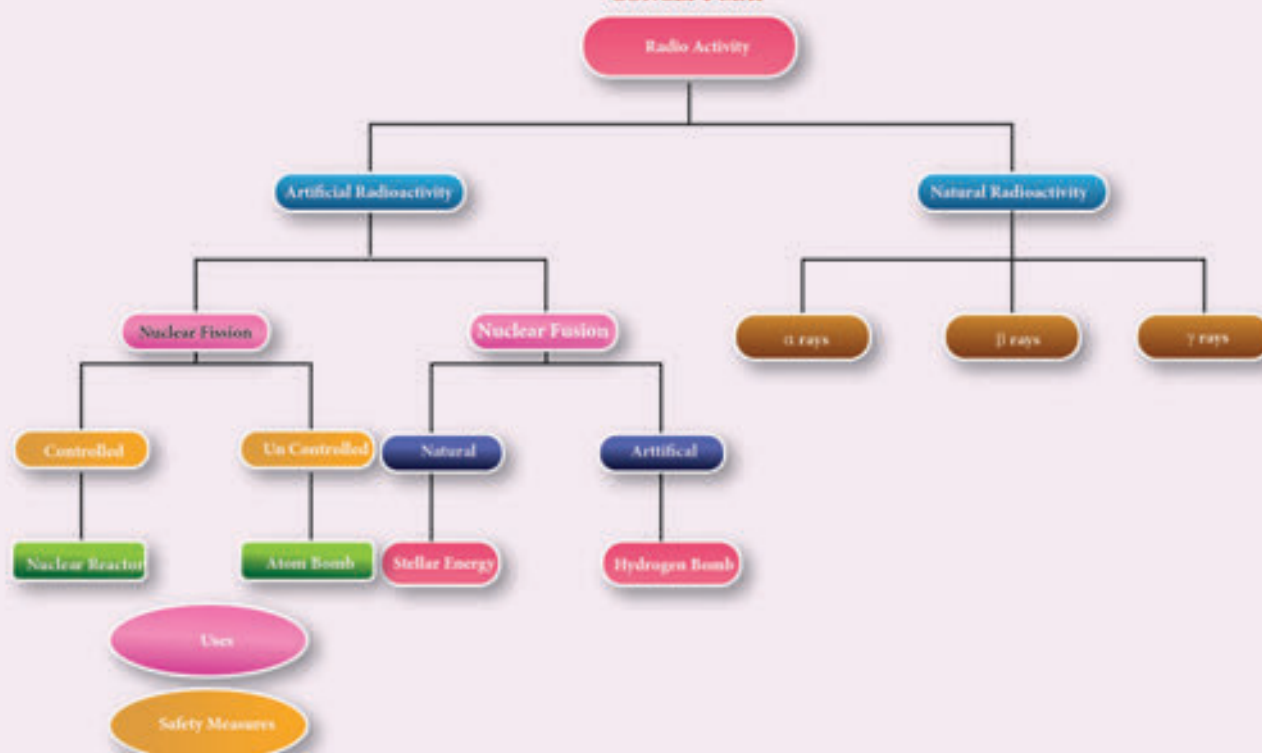 Radio Activity
Artificial Radioactivity
Natural Radioactivity
Nuclear Fission
Nuclear Fusion
α rays
β rays
γ rays
Controlled
Un Controlled
Natural
Arttifical
Nuclear Reactor
Atom Bomb
Stellar Energy
Hydrogen Bomb
Uses
Safety Measures